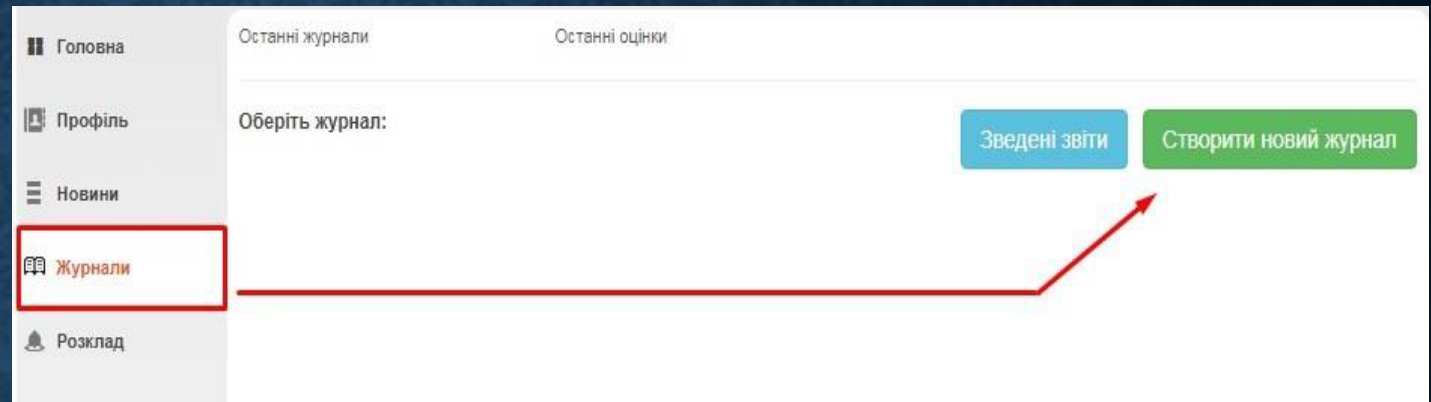 Головна
Профіль
Новини
Журнали
Розклад
Останні журнали
Останні оцінки
Оберіть журнал:
Зведені звіти
Створити новий журнал